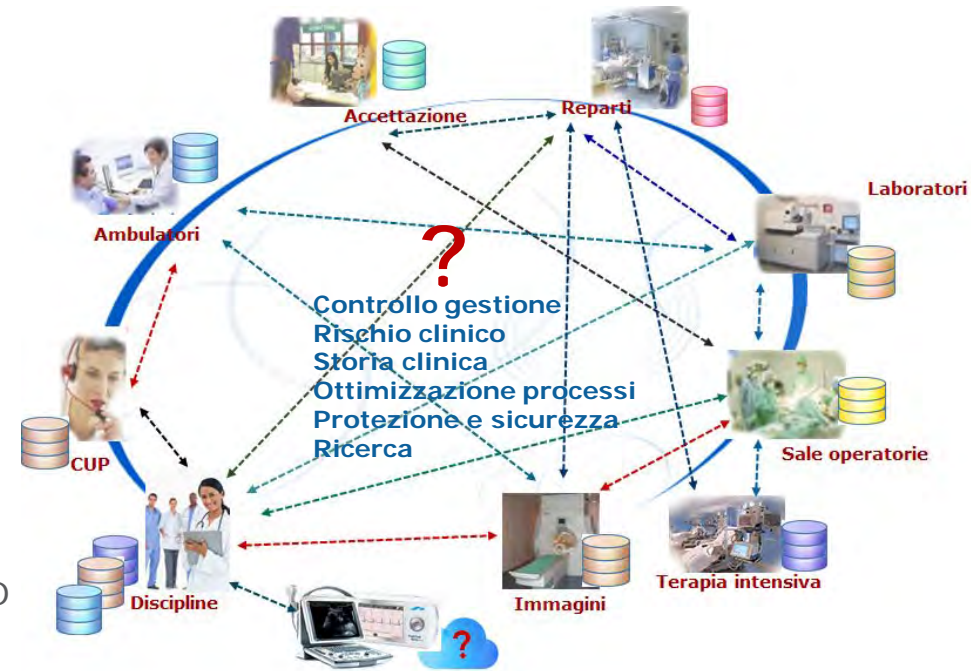 Accettazione
Reparti
Laboratori
Ambulatori
?
Controllo gestione
Rischio clinico
Storia clinica
Ottimizzazione processi
Protezione e sicurezza
Ricerca
Sale operatorie
CUP
Terapia intensiva
Discipline
Immagini
?